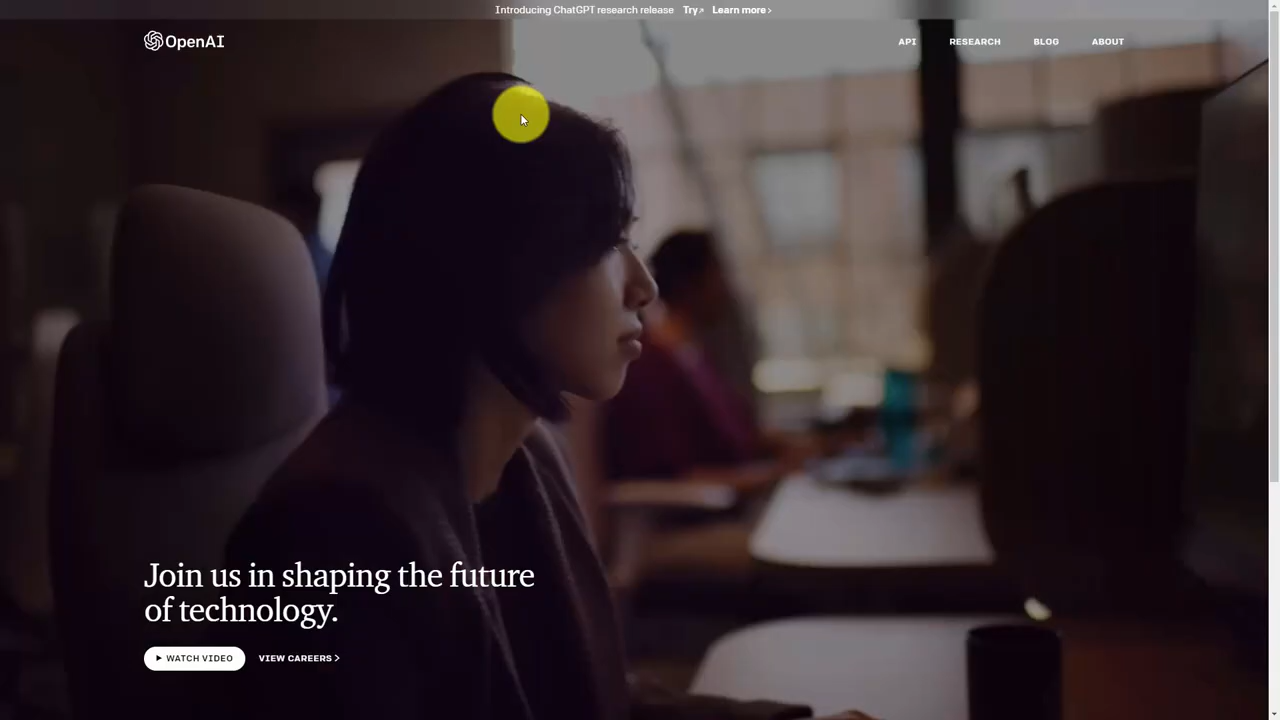 Introducing ChatGPT research release Try↗ Learn more >
OpenAI API RESEARCH BLOG ABOUT
Join us in shaping the future
of technology.
▶ WATCH VIDEO VIEW CAREERS >